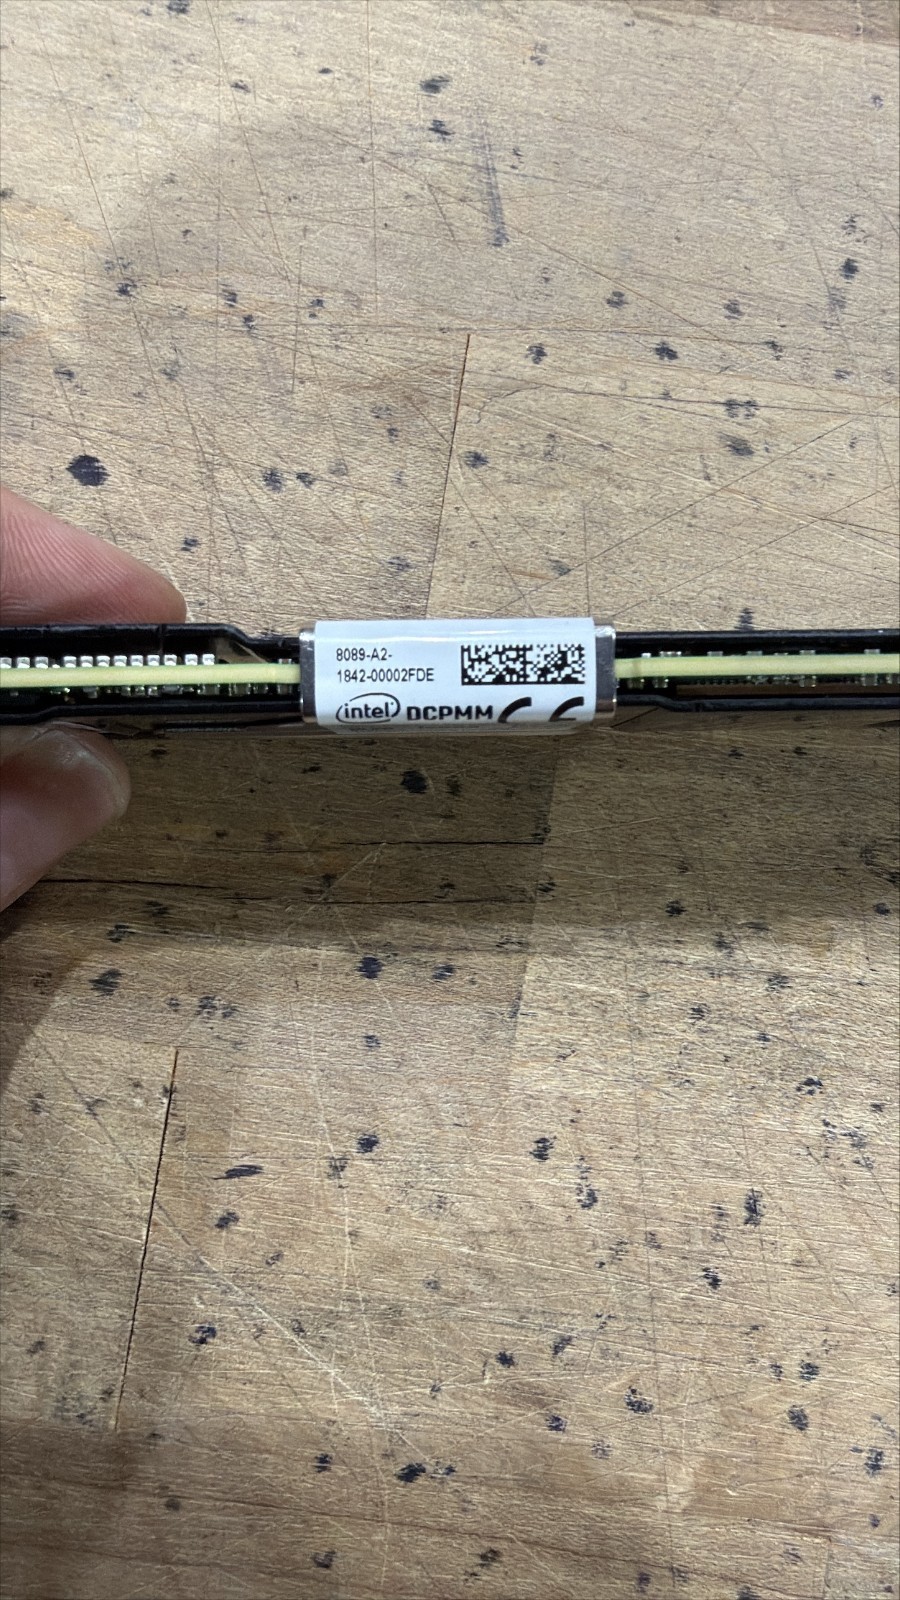 8089-A2-
1842-00002FDE
intel DCPMM CE